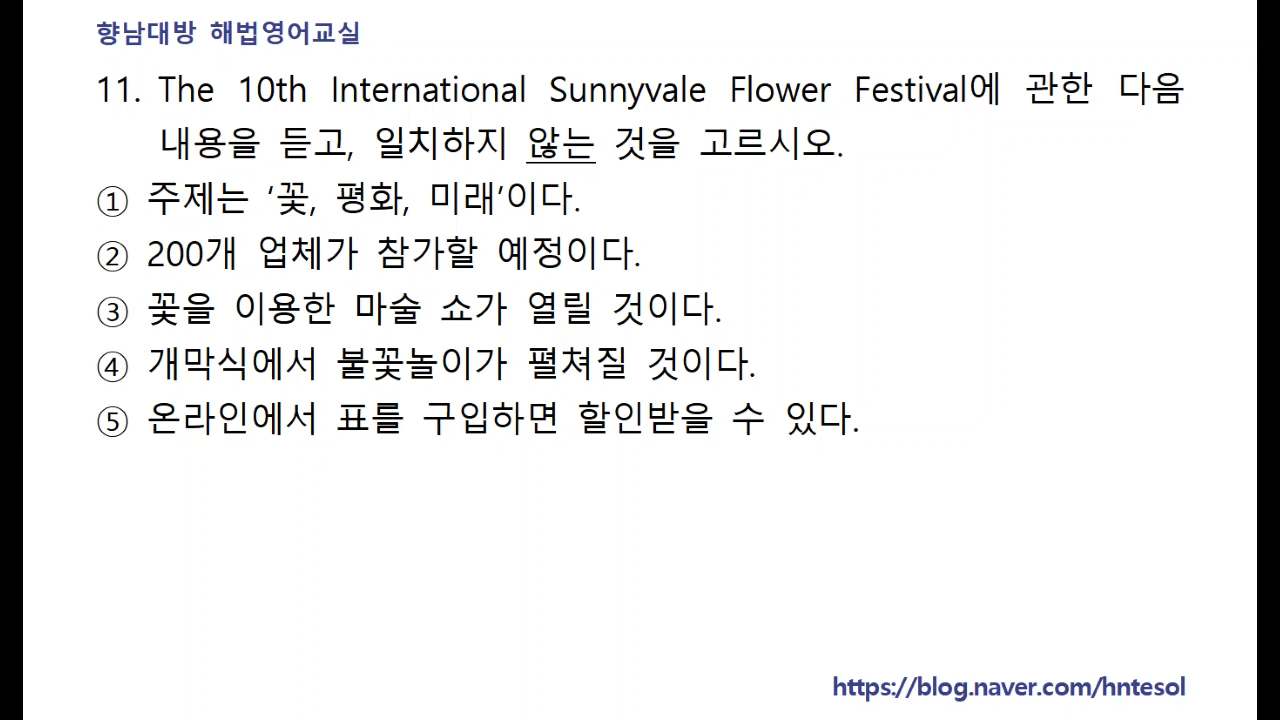 향남대방 해법영어교실
11. The 10th International Sunnyvale Flower Festival에 관한 다음
내용을 듣고, 일치하지 않는 것을 고르시오.
① 주제는 '꽃, 평화, 미래'이다.
② 200개 업체가 참가할 예정이다.
③ 꽃을 이용한 마술 쇼가 열릴 것이다.
④ 개막식에서 불꽃놀이가 펼쳐질 것이다.
⑤ 온라인에서 표를 구입하면 할인받을 수 있다.
https://blog.naver.com/hntesol